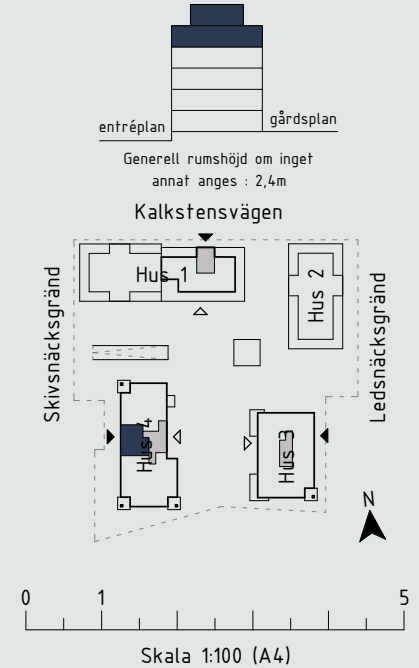 entréplan
gårdsplan
Generell rumshöjd om inget
annat anges : 2,4m
Kalkstensvägen
Skivsnäcksgränd
Hus 1
Hus 2
Ledsnäcksgränd
Hus 4
Hus 3
N
0 1 5
Skala 1:100 (A4)